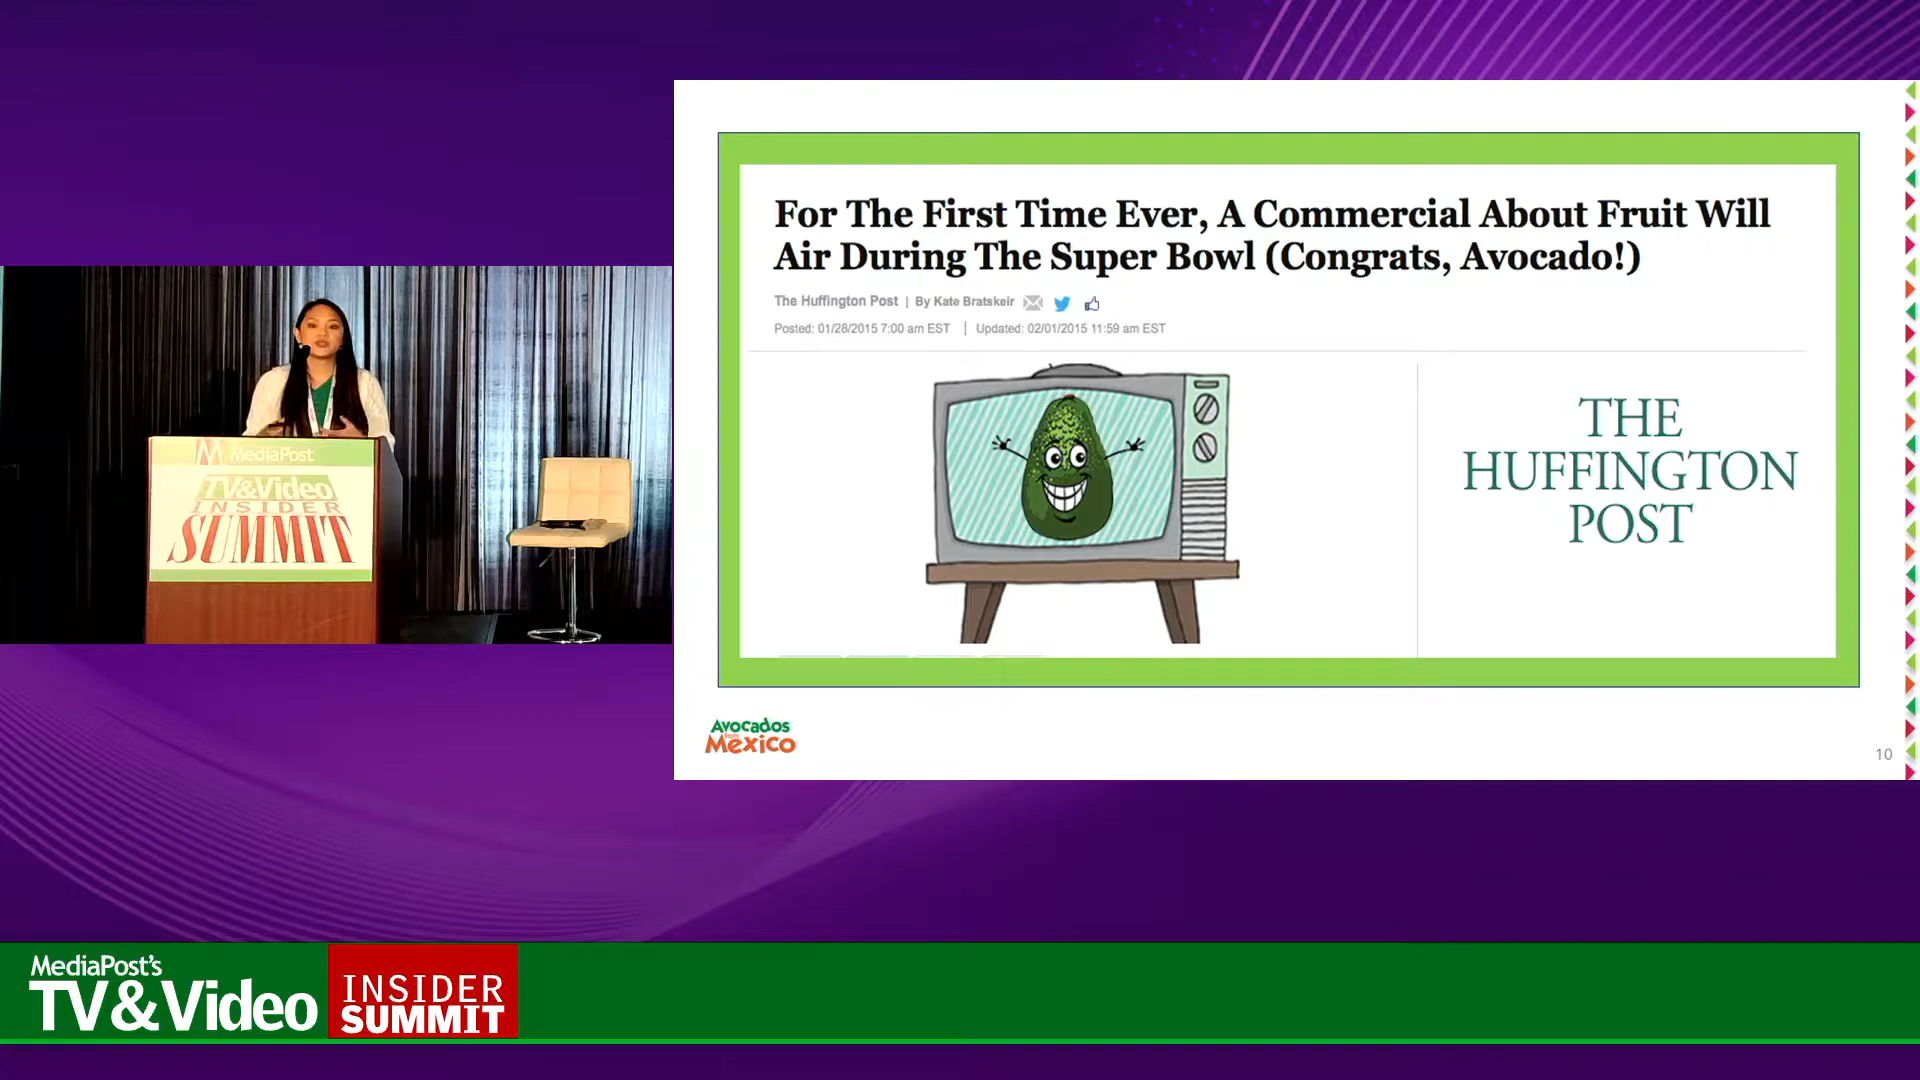 For The First Time Ever, A Commercial About Fruit Will
Air During The Super Bowl (Congrats, Avocado!)
The Huffington Post | By Kate Bratskeir
Posted: 01/28/2015 7:00 am EST | Updated: 02/01/2015 11:59 am EST
THE
HUFFINGTON
POST
Avocados
from
Mexico
10
MediaPost
TV&Video
INSIDER
SUMMIT
MediaPost's
TV&Video
INSIDER
SUMMIT